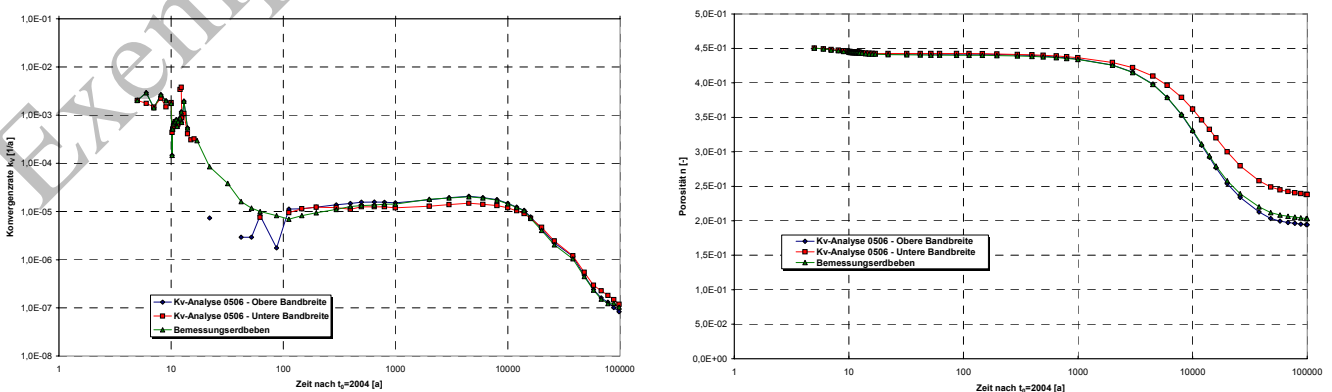 Exemp
1,0E-01
1,0E-02
1,0E-03
1,0E-04
1,0E-05
1,0E-06
1,0E-07
1,0E-08
Konvergenzrate kV [1/a]
Kv-Analyse 0506 - Obere Bandbreite
Kv-Analyse 0506 - Untere Bandbreite
Bemessungserdbeben
1 10 100 1000 10000 100000
Zeit nach t0=2004 [a]
5,0E-01
4,5E-01
4,0E-01
3,5E-01
3,0E-01
2,5E-01
2,0E-01
1,5E-01
1,0E-01
5,0E-02
0,0E+00
Porosität n [-]
Kv-Analyse 0506 - Obere Bandbreite
Kv-Analyse 0506 - Untere Bandbreite
Bemessungserdbeben
1 10 100 1000 10000 100000
Zeit nach t0=2004 [a]